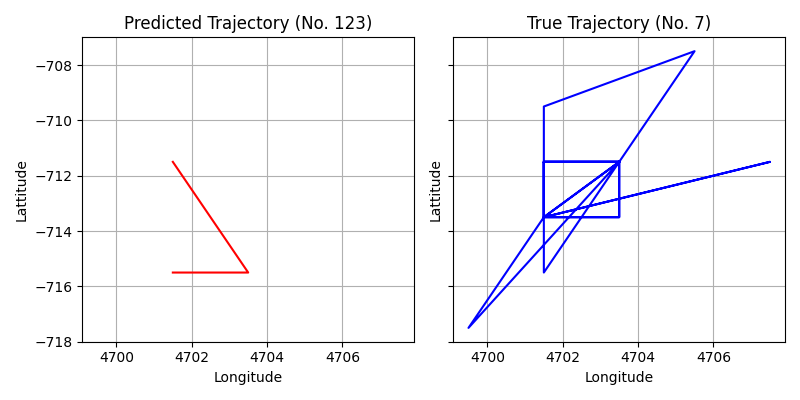 Predicted Trajectory (No. 123)
−708
−710
−712
−714
−716
−718
Lattitude
4700 4702 4704 4706
Longitude
True Trajectory (No. 7)
Lattitude
4700 4702 4704 4706
Longitude